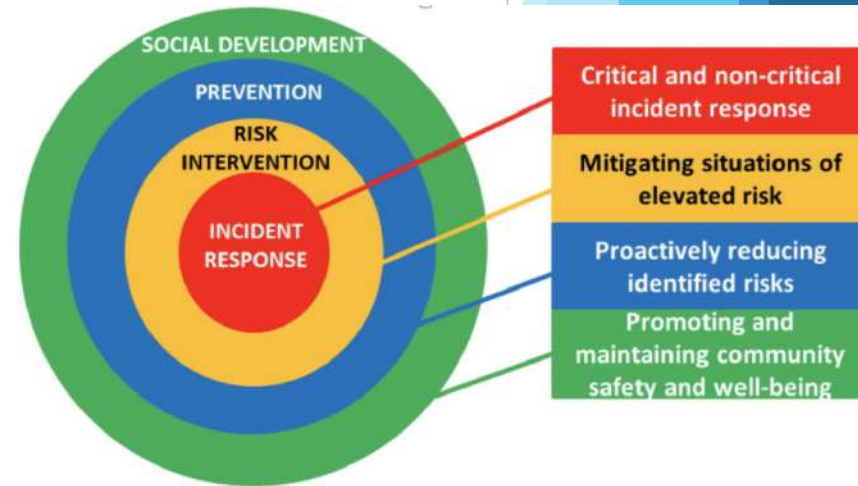 SOCIAL DEVELOPMENT
PREVENTION
RISK
INTERVENTION
INCIDENT
RESPONSE
Critical and non-critical
incident response
Mitigating situations of
elevated risk
Proactively reducing
identified risks
Promoting and
maintaining community
safety and well-being